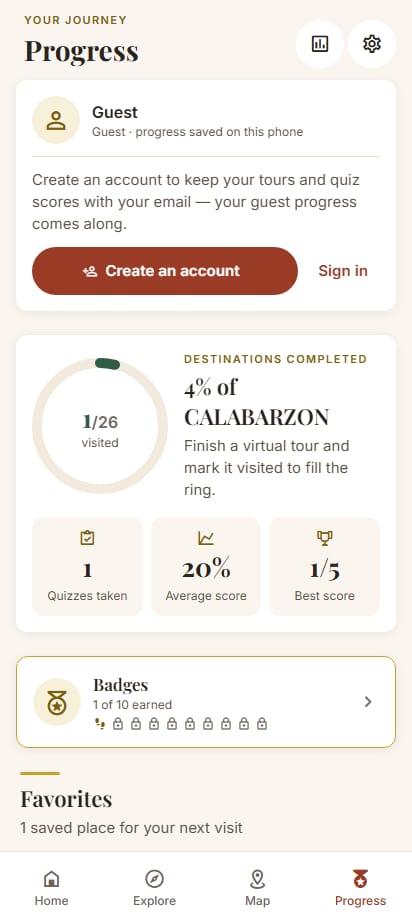 YOUR JOURNEY
Progress
Guest
Guest · progress saved on this phone
Create an account to keep your tours and quiz
scores with your email — your guest progress
comes along.
Create an account
Sign in
DESTINATIONS COMPLETED
4% of
CALABARZON
1/26
visited
Finish a virtual tour and
mark it visited to fill the
ring.
1
Quizzes taken
20%
Average score
1/5
Best score
Badges
1 of 10 earned
Favorites
1 saved place for your next visit
Home
Explore
Map
Progress